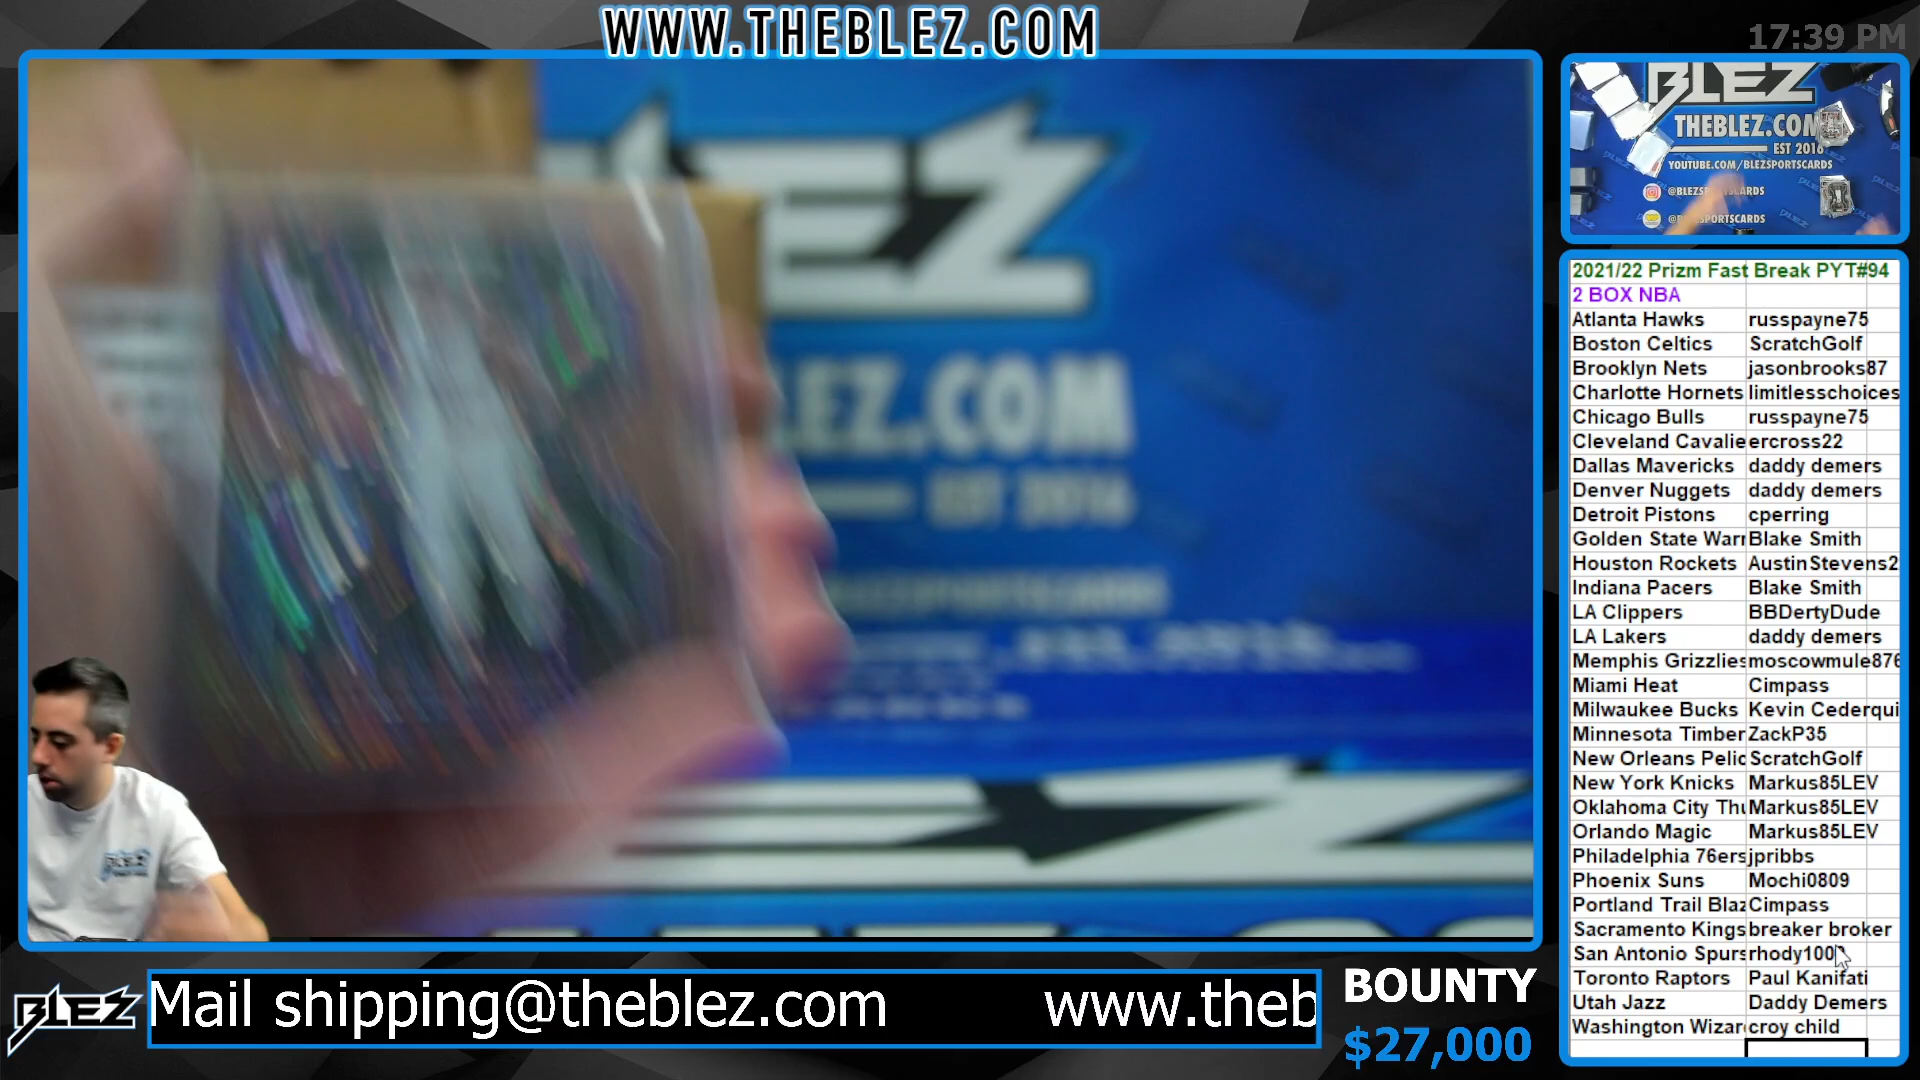 WWW.THEBLEZ.COM
17:39 PM
BLEZ
THEBLEZ.COM
EST 2016
YOUTUBE.COM/BLEZSPORTSCARDS
2021/22 Prizm Fast Break PYT#94
2 BOX NBA
Atlanta Hawks russpayne75
Boston Celtics ScratchGolf
Brooklyn Nets jasonbrooks87
Charlotte Hornets limitlesschoices
Chicago Bulls russpayne75
Cleveland Cavalie ercross22
Dallas Mavericks daddy demers
Denver Nuggets daddy demers
Detroit Pistons cperring
Golden State Warr Blake Smith
Houston Rockets AustinStevens2
Indiana Pacers Blake Smith
LA Clippers BBDertyDude
LA Lakers daddy demers
Memphis Grizzlies moscowmule876
Miami Heat Cimpass
Milwaukee Bucks Kevin Cederqui
Minnesota Timber ZackP35
New Orleans Pelic ScratchGolf
New York Knicks Markus85LEV
Oklahoma City Thu Markus85LEV
Orlando Magic Markus85LEV
Philadelphia 76ers jpribbs
Phoenix Suns Mochi0809
Portland Trail Blaz Cimpass
Sacramento Kings breaker broker
San Antonio Spurs
Toronto Raptors Paul Kanifati
Utah Jazz Daddy Demers
Washington Wizar croy child
EZ
EZ.COM
EST 2016
BLEZ
Mail shipping@theblez.com www.theb
BOUNTY
$27,000